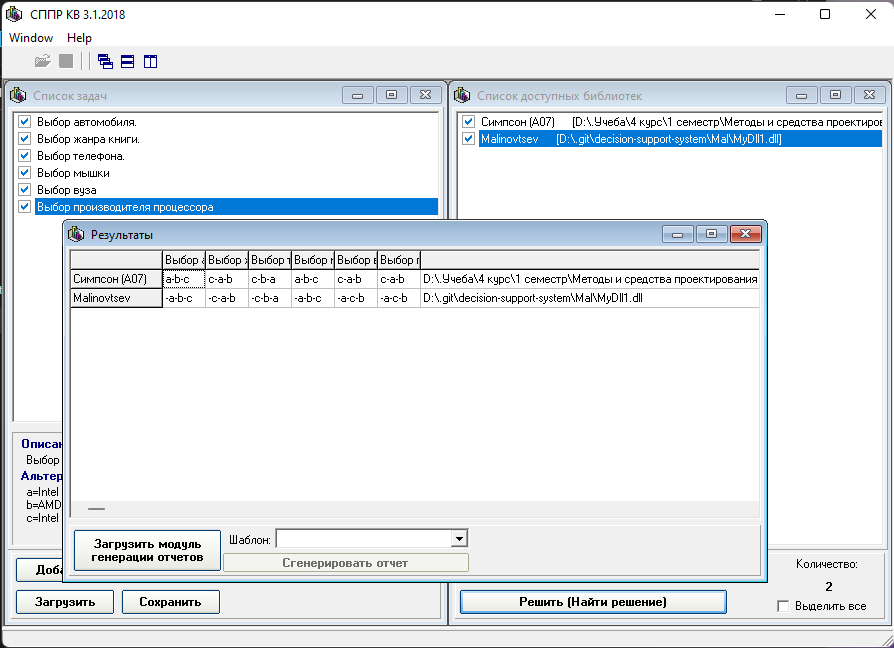 СППР КВ 3.1.2018
Window Help
Список задач
Выбор автомобиля.
Выбор жанра книги.
Выбор телефона.
Выбор мышки
Выбор вуза
Выбор производителя процессора
Список доступных библиотек
Симпсон (А07) [D:\.Учеба\4 курс\1 семестр\Методы и средства проектиров
Malinovtsev [D:\.git\decision-support-system\Mal\MyDll1.dll]
Результаты
Выбор Выбор Выбор Выбор Выбор Выбор
Симпсон (А07) a-b-c c-a-b c-b-a a-b-c c-a-b c-a-b D:\.Учеба\4 курс\1 семестр\Методы и средства проектирования
Malinovtsev -a-b-c -c-a-b -c-b-a -a-b-c -a-c-b -a-c-b D:\.git\decision-support-system\Mal\MyDll1.dll
Загрузить модуль
генерации отчетов
Шаблон:
Сгенерировать отчет
Описан
Выбор
Альтер
a=Intel
b=AMD
c=Intel
Доба
Загрузить Сохранить
Решить (Найти решение)
Количество:
2
Выделить все